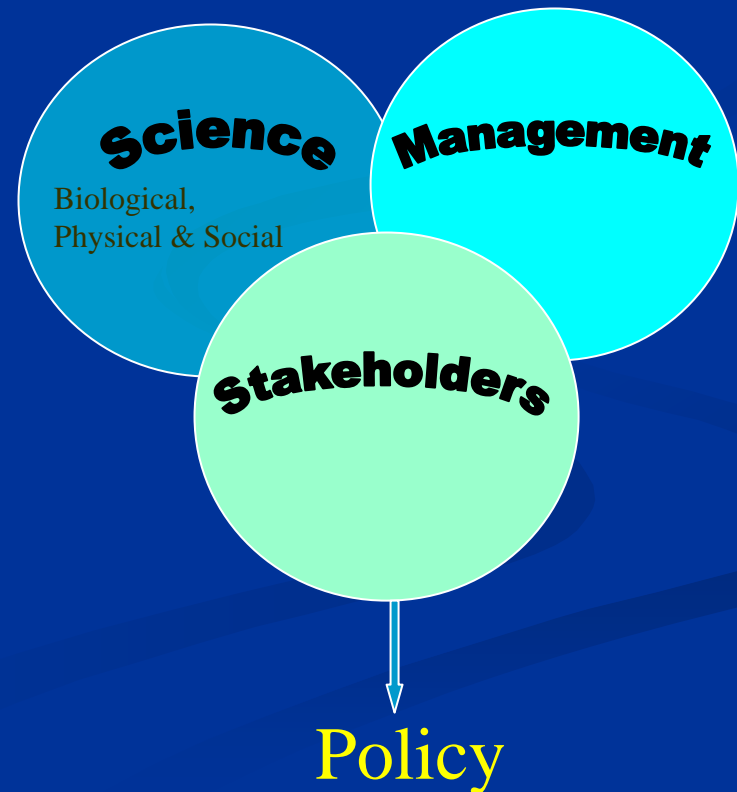 Science
Management
Biological,
Physical & Social
Stakeholders
Policy